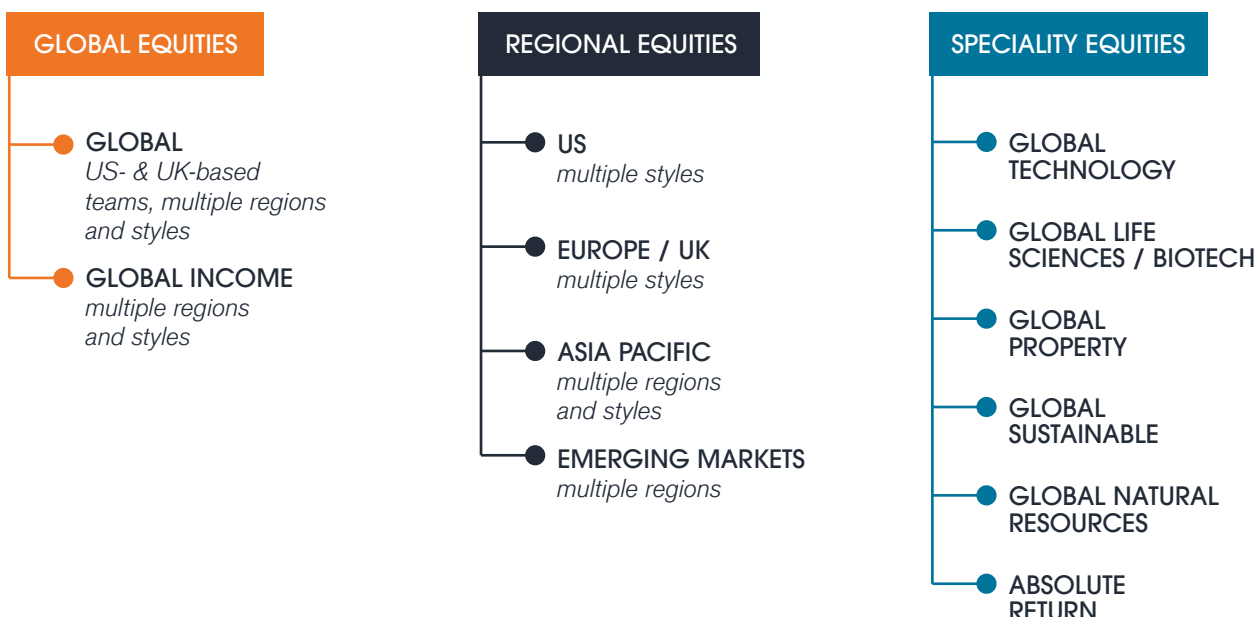 GLOBAL EQUITIES
GLOBAL
US- & UK-based
teams, multiple regions
and styles
GLOBAL INCOME
multiple regions
and styles
REGIONAL EQUITIES
US
multiple styles
EUROPE / UK
multiple styles
ASIA PACIFIC
multiple regions
and styles
EMERGING MARKETS
multiple regions
SPECIALITY EQUITIES
GLOBAL
TECHNOLOGY
GLOBAL LIFE
SCIENCES / BIOTECH
GLOBAL
PROPERTY
GLOBAL
SUSTAINABLE
GLOBAL NATURAL
RESOURCES
ABSOLUTE
RETURN